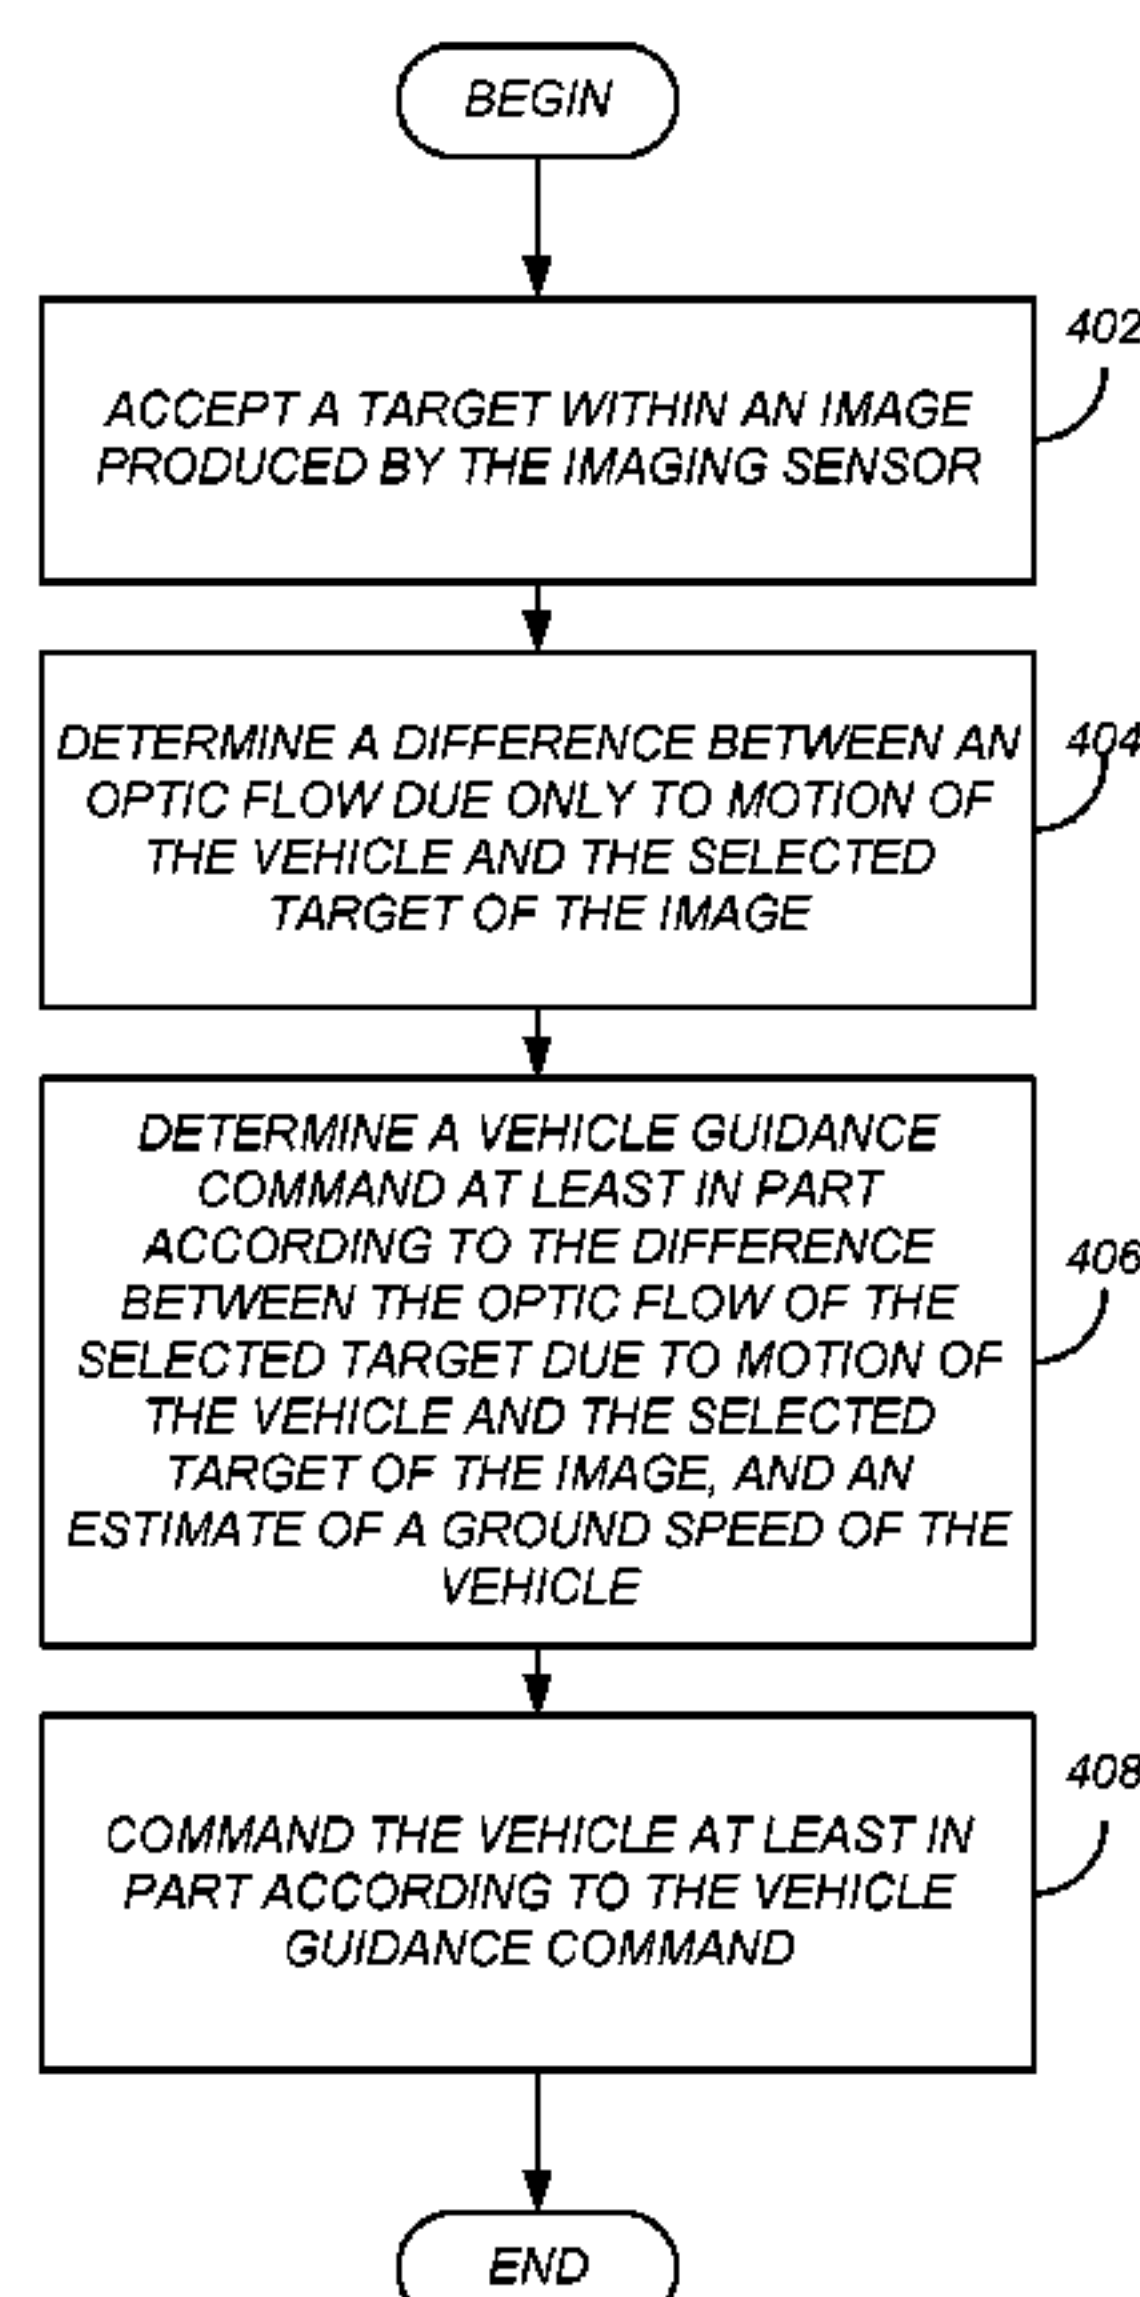 BEGIN
402
ACCEPT A TARGET WITHIN AN IMAGE
PRODUCED BY THE IMAGING SENSOR
404
DETERMINE A DIFFERENCE BETWEEN AN
OPTIC FLOW DUE ONLY TO MOTION OF
THE VEHICLE AND THE SELECTED
TARGET OF THE IMAGE
406
DETERMINE A VEHICLE GUIDANCE
COMMAND AT LEAST IN PART
ACCORDING TO THE DIFFERENCE
BETWEEN THE OPTIC FLOW OF THE
SELECTED TARGET DUE TO MOTION OF
THE VEHICLE AND THE SELECTED
TARGET OF THE IMAGE, AND AN
ESTIMATE OF A GROUND SPEED OF THE
VEHICLE
408
COMMAND THE VEHICLE AT LEAST IN
PART ACCORDING TO THE VEHICLE
GUIDANCE COMMAND
END